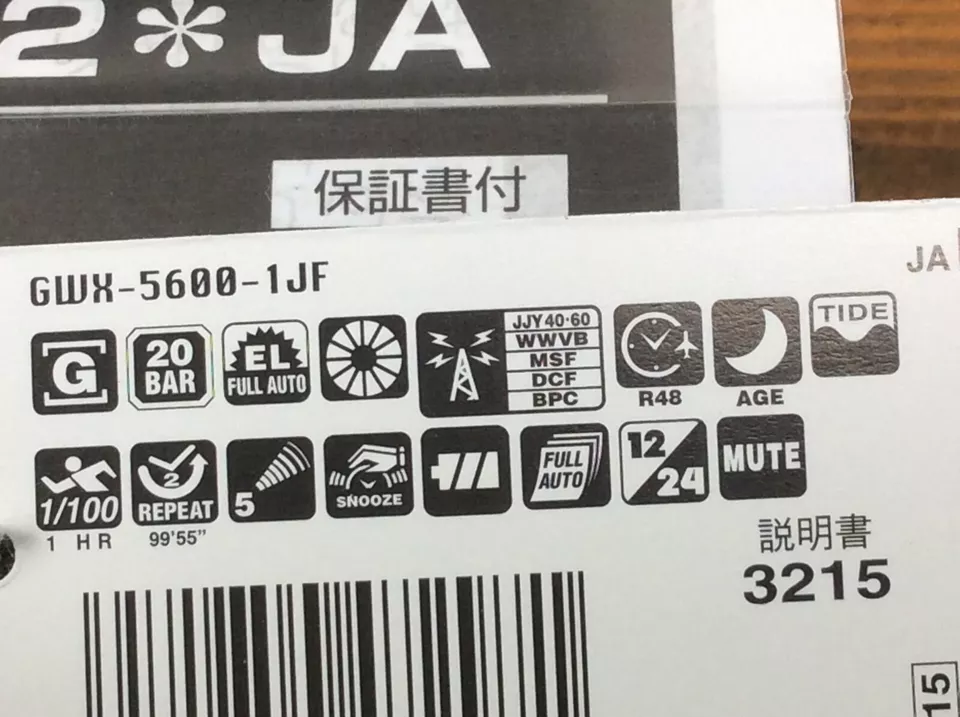 2*JA
保証書付
GWX-5600-1JF
JA
G
20
BAR
EL
FULL AUTO
JJY40·60
WWVB
MSF
DCF
BPC
R48
AGE
TIDE
1/100
1 HR
2
REPEAT
99'55"
5
SNOOZE
FULL
AUTO
12
24
MUTE
説明書
3215
15